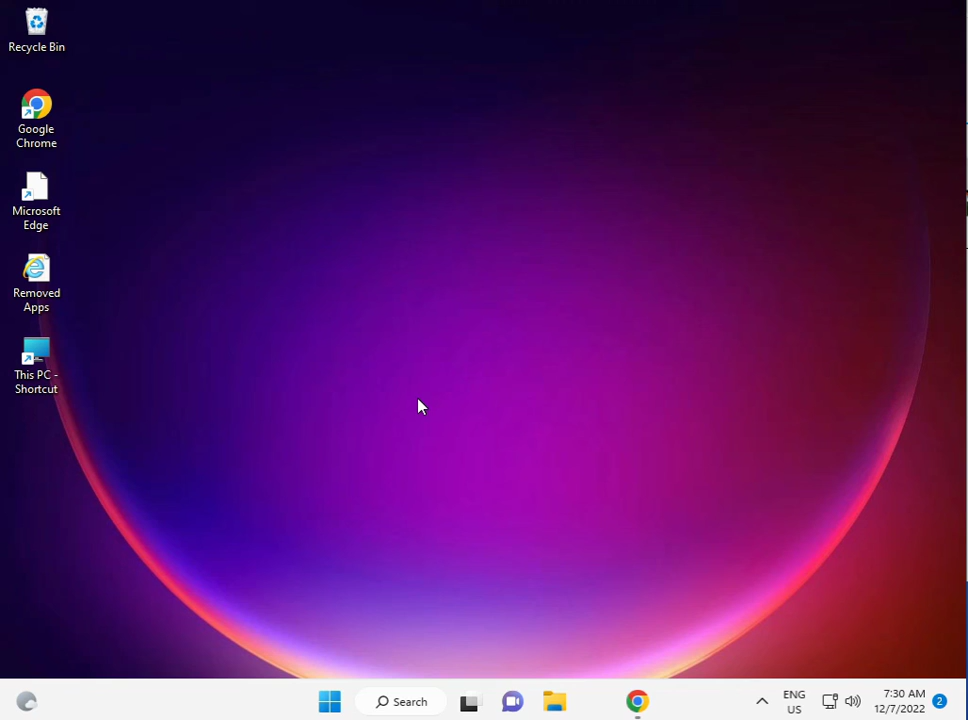 Recycle Bin
Google
Chrome
Microsoft
Edge
Removed
Apps
This PC -
Shortcut
Search
ENG
US
7:30 AM
12/7/2022
2